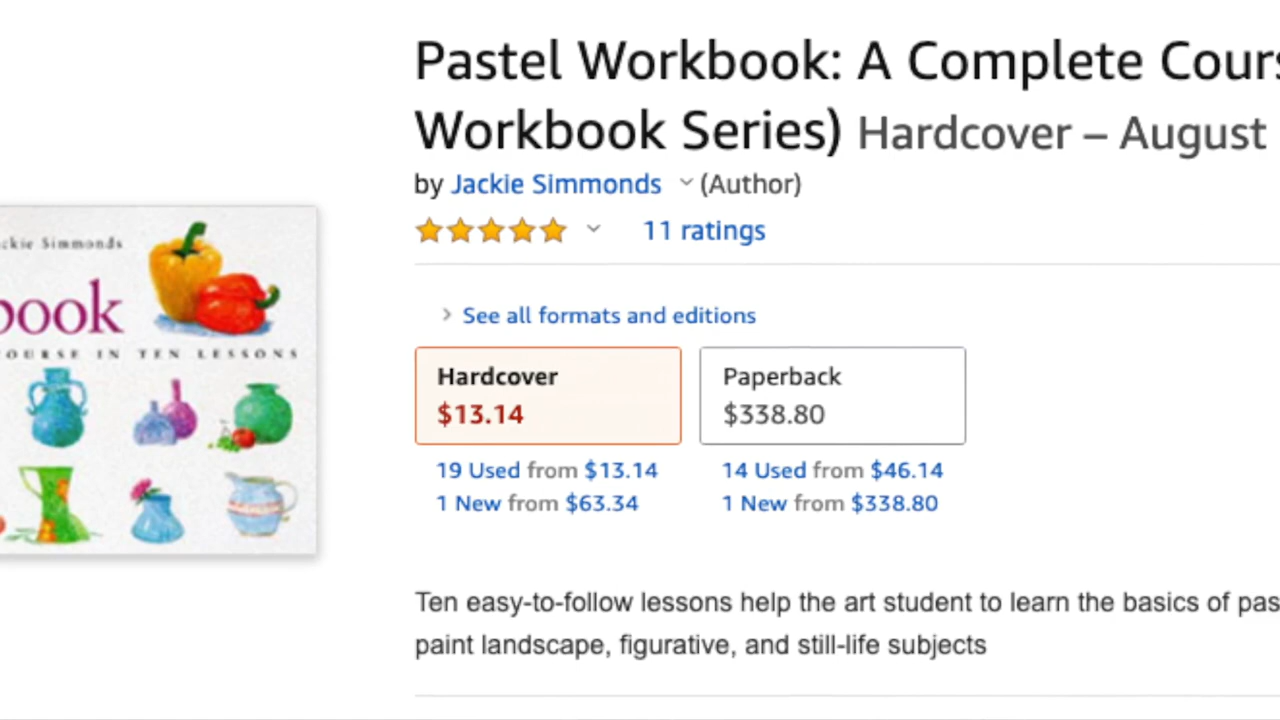 Pastel Workbook: A Complete Cours
Workbook Series) Hardcover – August
by Jackie Simmonds (Author)
11 ratings
ckie Simmonds
book
OURSE IN TEN LESSONS
See all formats and editions
Hardcover
$13.14
Paperback
$338.80
19 Used from $13.14
1 New from $63.34
14 Used from $46.14
1 New from $338.80
Ten easy-to-follow lessons help the art student to learn the basics of pas
paint landscape, figurative, and still-life subjects